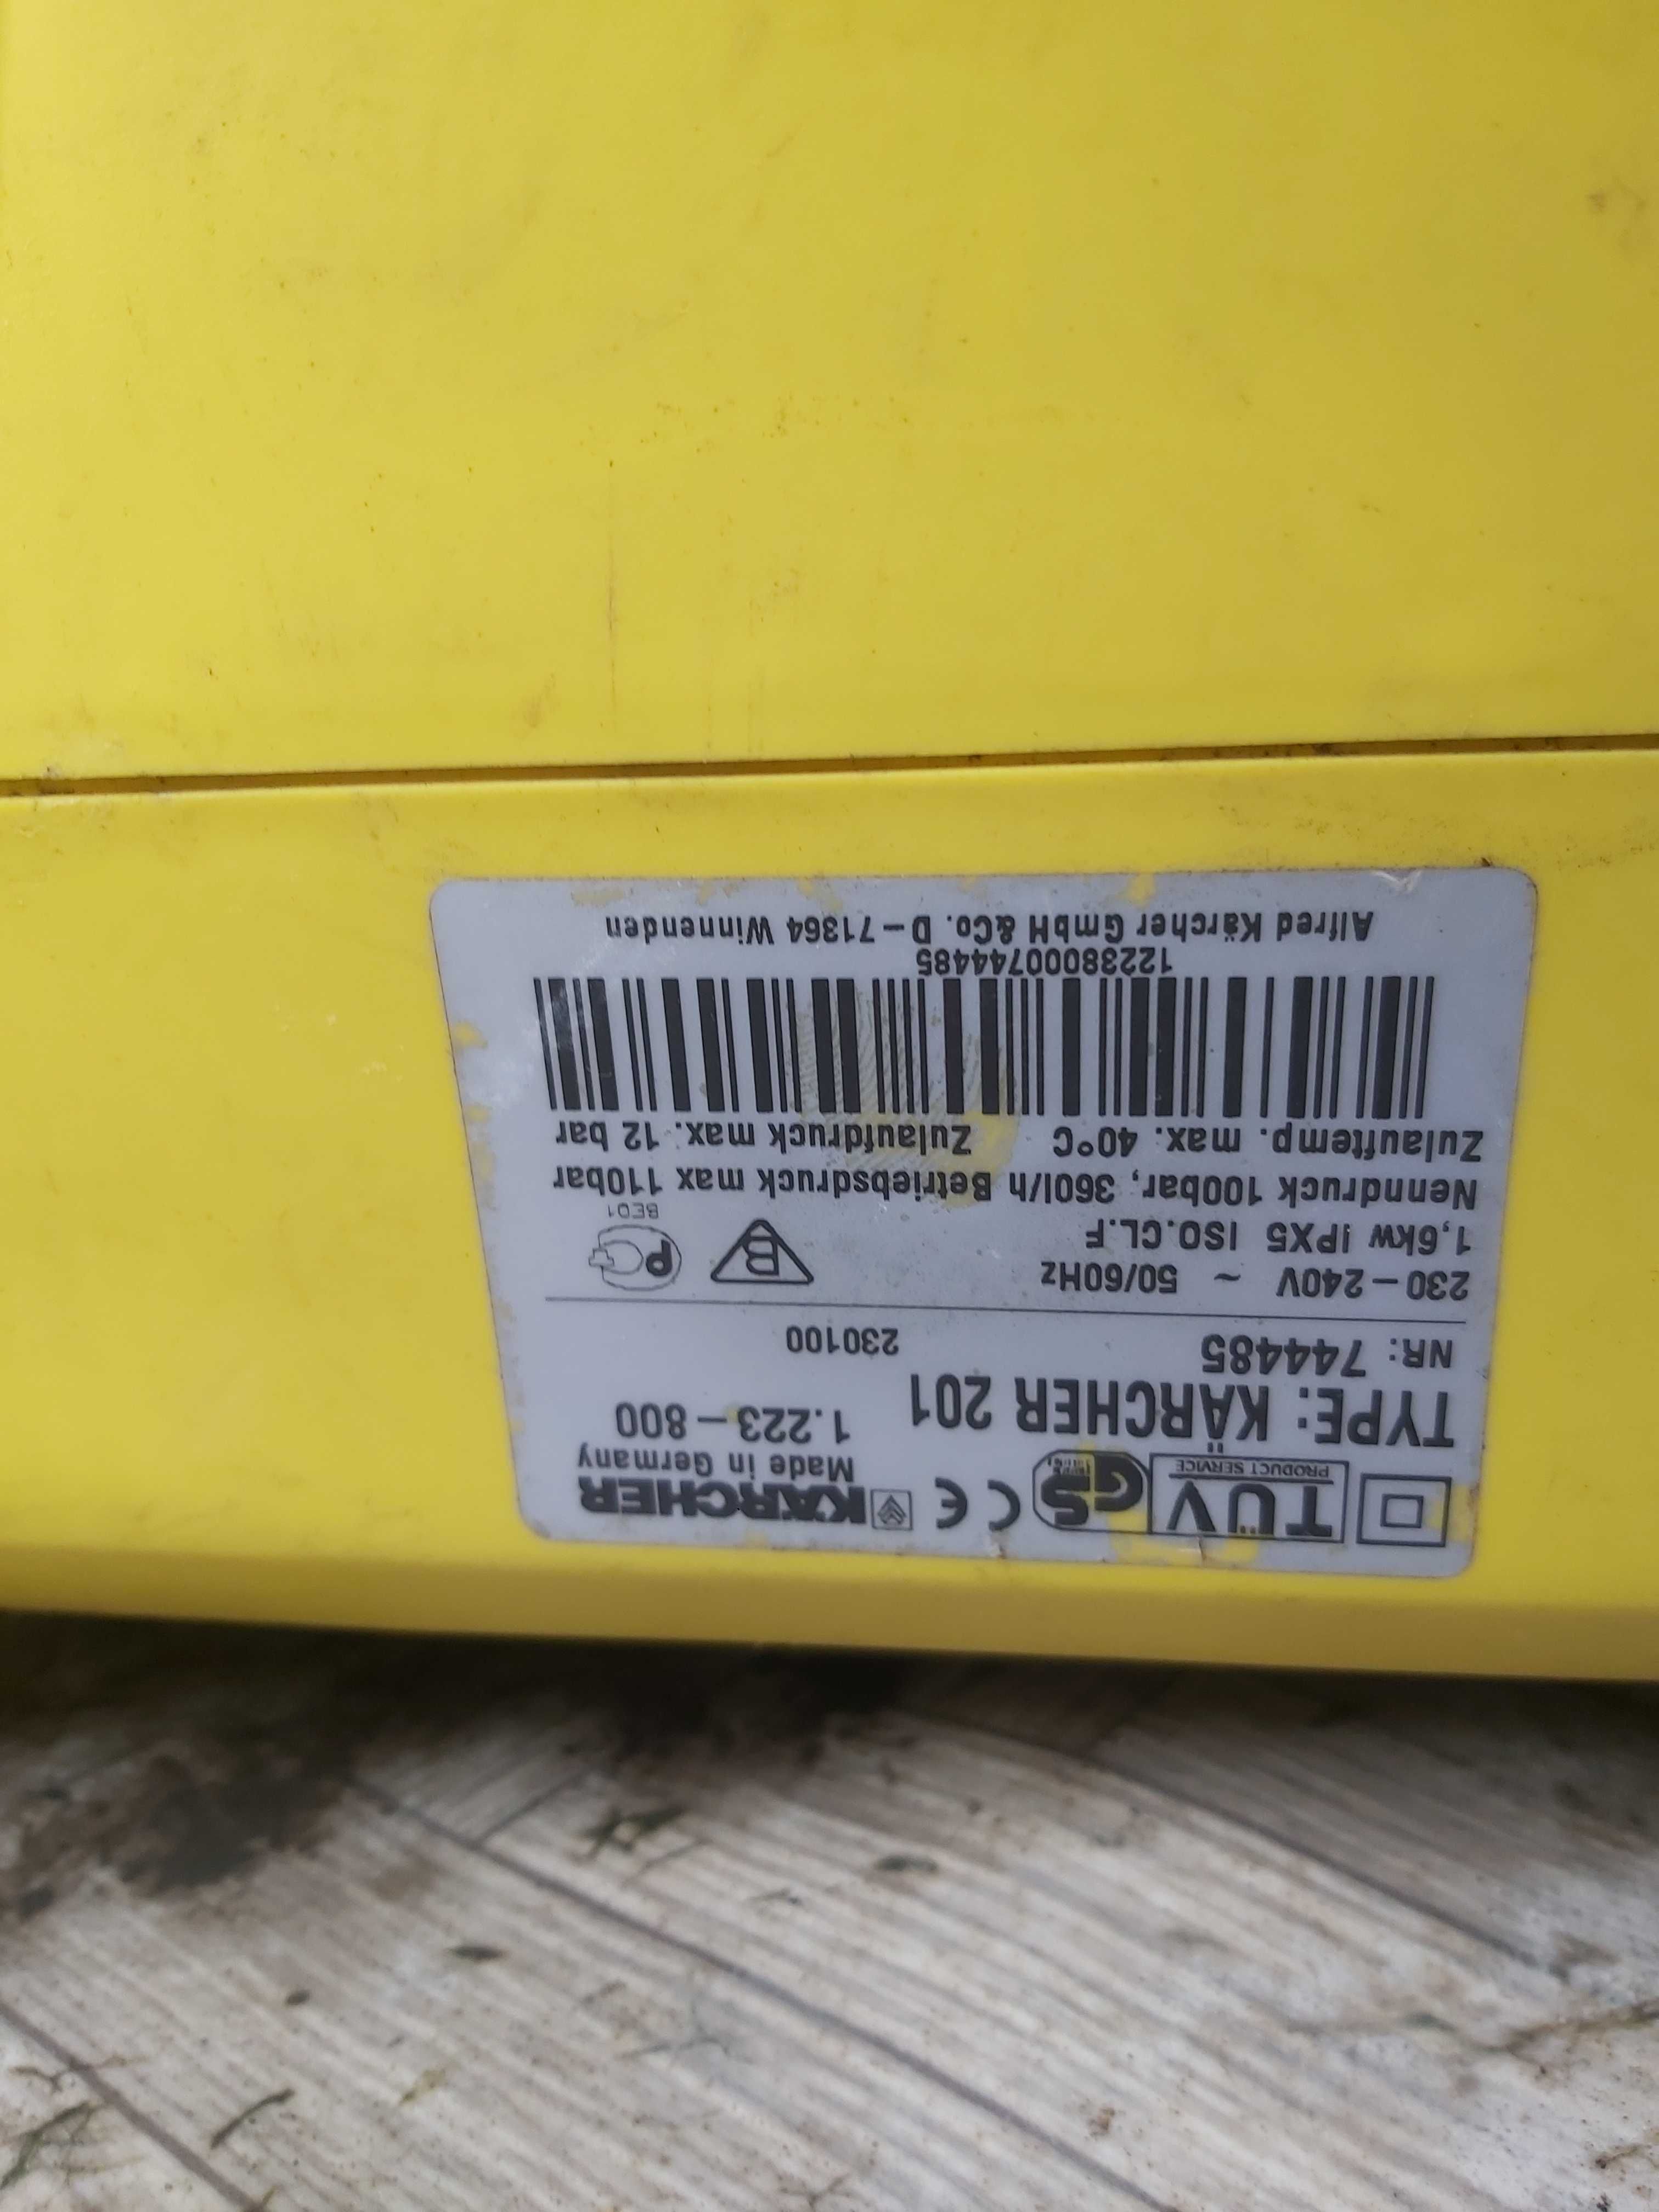 TÜV
PRODUCT SERVICE
GS
CE
KÄRCHER
Made in Germany
TYPE: KÄRCHER 201
1.223-800
NR: 744485
230100
230-240V ~ 50/60Hz
1,6kw IPX5 ISO.CL.F
B
P
BE01
Nenndruck 100bar, 360l/h Betriebsdruck max 110bar
Zulauftemp. max. 40°C Zulaufdruck max. 12 bar
1223800744485
Alfred Kärcher GmbH &Co. D-71364 Winnenden